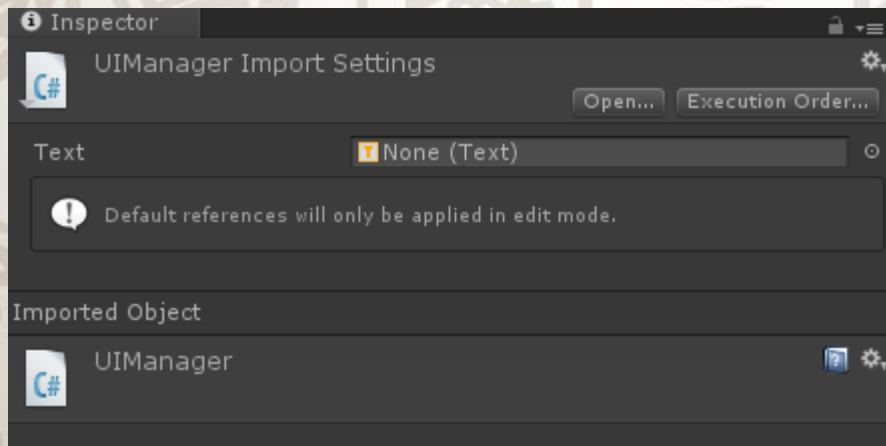 Inspector
UIManager Import Settings
C#
Open... Execution Order...
Text T None (Text)
Default references will only be applied in edit mode.
Imported Object
UIManager
C#